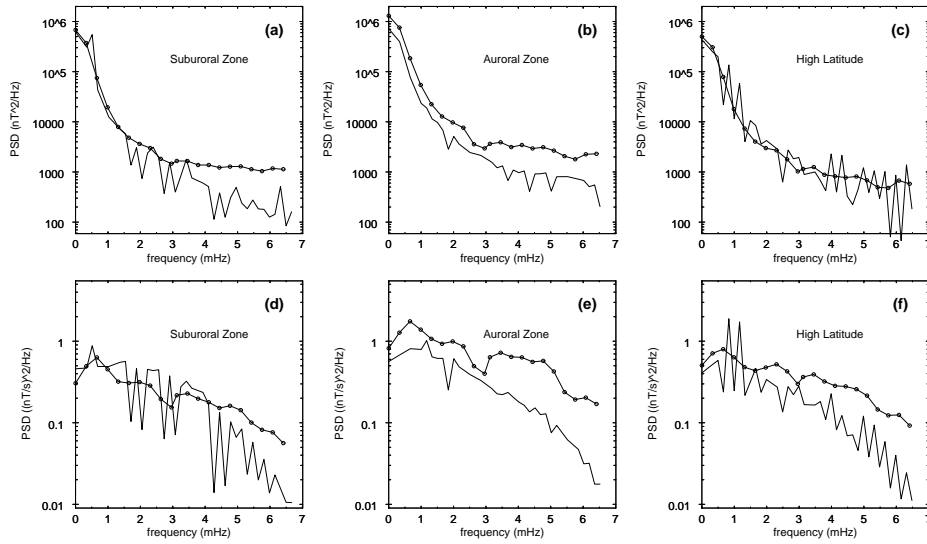 (a)
Suburoral Zone
PSD (nT^2/Hz)
10^6
10^5
10000
1000
100
0 1 2 3 4 5 6 7
frequency (mHz)
(b)
Auroral Zone
PSD (nT^2/Hz)
10^6
10^5
10000
1000
100
0 1 2 3 4 5 6 7
frequency (mHz)
(c)
High Latitude
PSD (nT^2/Hz)
10^6
10^5
10000
1000
100
0 1 2 3 4 5 6 7
frequency (mHz)
(d)
Suburoral Zone
PSD ((nT/s)^2/Hz)
1
0.1
0.01
0 1 2 3 4 5 6 7
frequency (mHz)
(e)
Auroral Zone
PSD ((nT/s)^2/Hz)
1
0.1
0.01
0 1 2 3 4 5 6 7
frequency (mHz)
(f)
High Latitude
PSD ((nT/s)^2/Hz)
1
0.1
0.01
0 1 2 3 4 5 6 7
frequency (mHz)